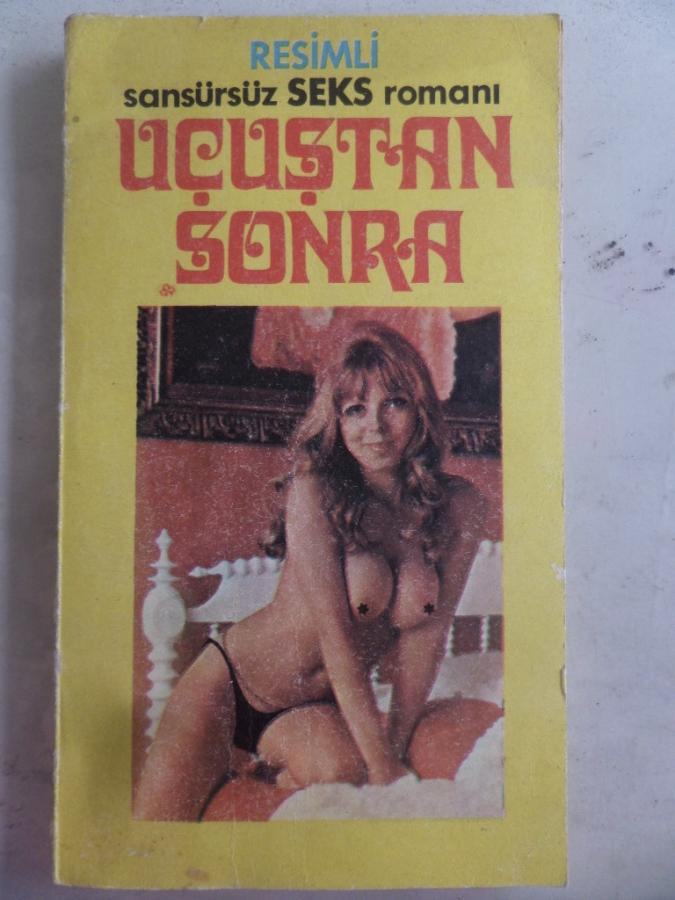 RESİMLİ
sansürsüz SEKS romanı
UÇUŞTAN
SONRA